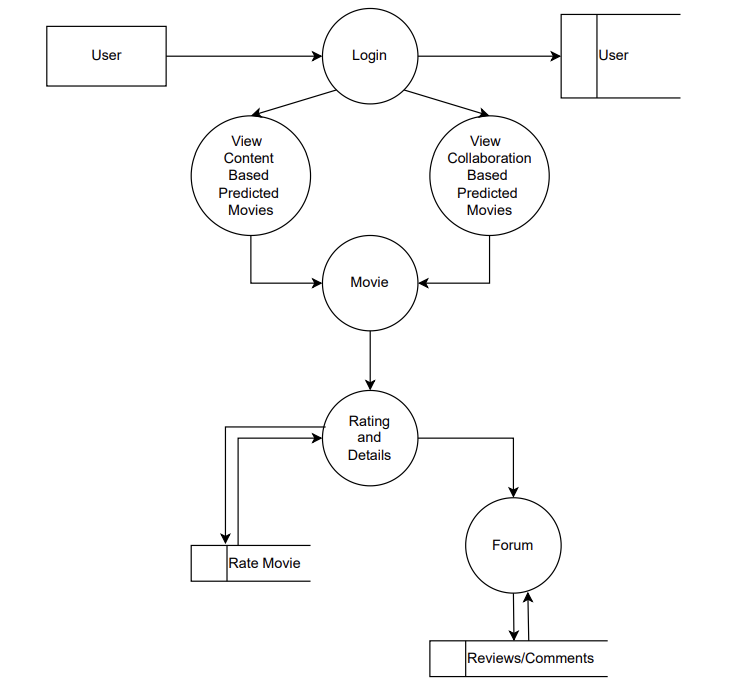 User
Login
User
View
Content
Based
Predicted
Movies
View
Collaboration
Based
Predicted
Movies
Movie
Rating
and
Details
Forum
Rate Movie
Reviews/Comments